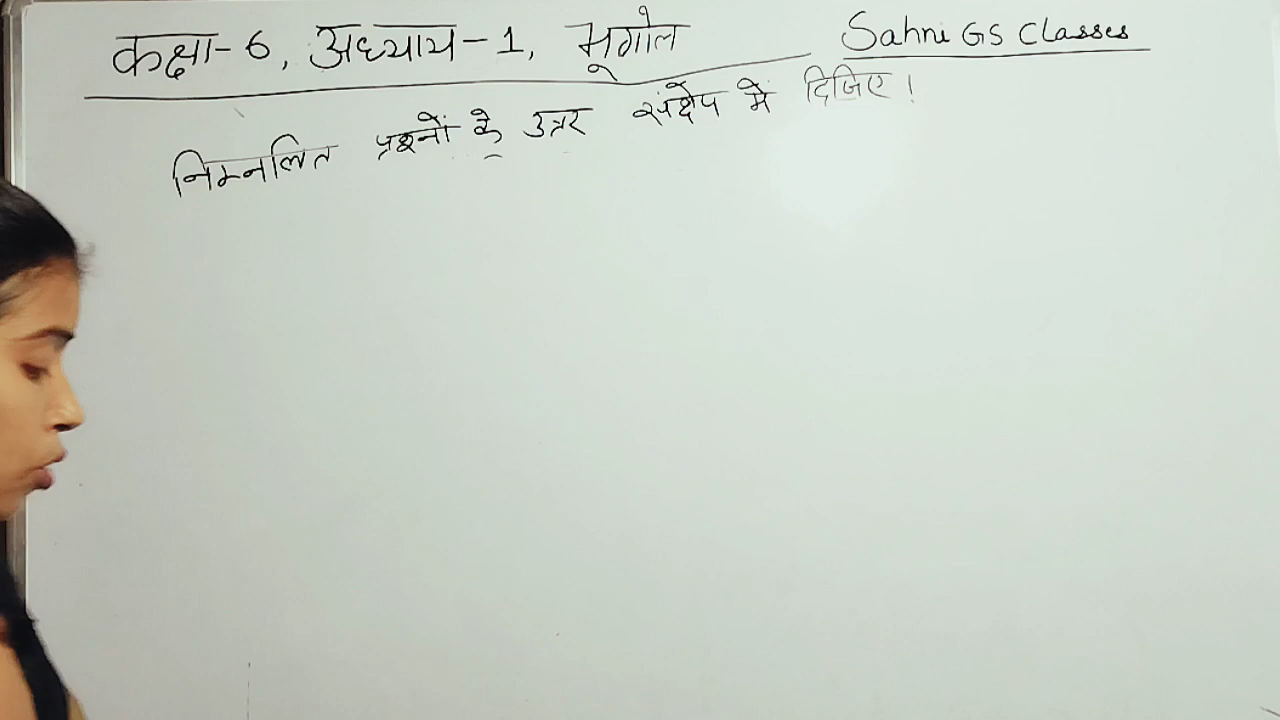 कक्षा- 6, अध्याय-1, भूगोल
Sahni GS Classes
निम्नलित प्रश्नों के उत्तर संक्षेप में दिजिए।